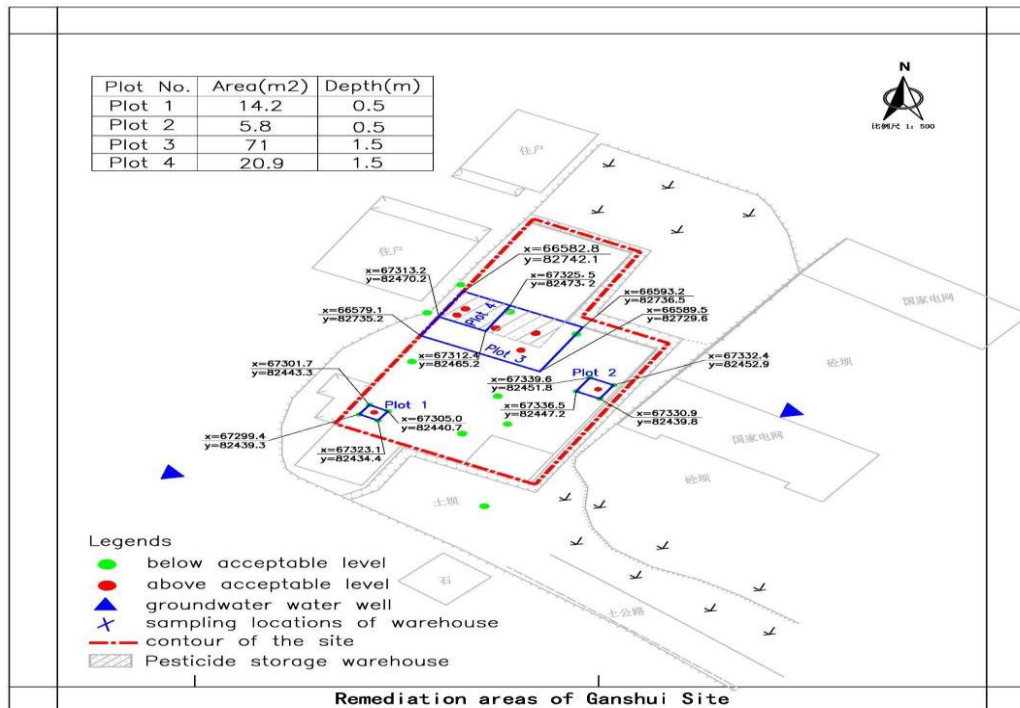 N
比例尺 1: 500
Plot No. Area(m2) Depth(m)
Plot 1 14.2 0.5
Plot 2 5.8 0.5
Plot 3 71 1.5
Plot 4 20.9 1.5
住户
住户
x=66582.8
y=82742.1
x=67313.2
y=82470.2
x=67325.5
y=82473.2
x=66593.2
y=82736.5
x=66579.1
y=82735.2
x=66589.5
y=82729.6
国家电网
Plot 4
Plot 3
x=67312.4
y=82465.2
x=67301.7
y=82443.3
x=67339.6
y=82451.8
Plot 2
x=67332.4
y=82452.9
砼坝
Plot 1
x=67336.5
y=82447.2
x=67305.0
y=82440.7
x=67330.9
y=82439.8
x=67299.4
y=82439.3
x=67323.1
y=82434.4
国家电网
砼坝
土坝
石
土公路
Legends
below acceptable level
above acceptable level
groundwater water well
sampling locations of warehouse
contour of the site
Pesticide storage warehouse
Remediation areas of Ganshui Site